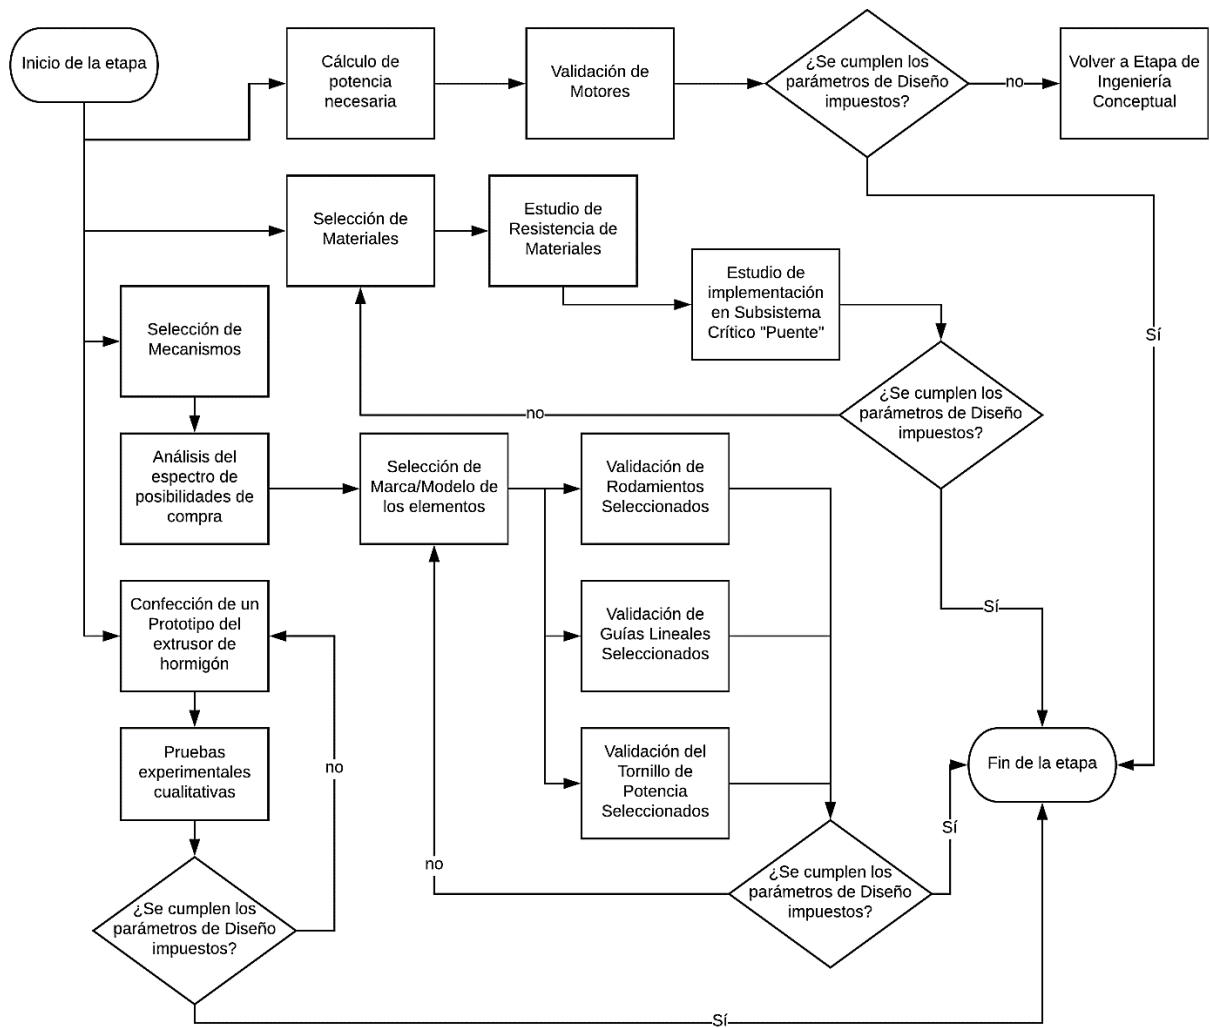 Inicio de la etapa
Cálculo de
potencia
necesaria
Validación de
Motores
¿Se cumplen los
parámetros de Diseño
impuestos?
no
Volver a Etapa de
Ingeniería
Conceptual
Selección de
Materiales
Estudio de
Resistencia de
Materiales
Estudio de
implementación
en Subsistema
Crítico "Puente"
Sí
Selección de
Mecanismos
¿Se cumplen los
parámetros de Diseño
impuestos?
no
Análisis del
espectro de
posibilidades de
compra
Selección de
Marca/Modelo de
los elementos
Validación de
Rodamientos
Seleccionados
Sí
Confección de un
Prototipo del
extrusor de
hormigón
Validación de
Guías Lineales
Seleccionados
Pruebas
experimentales
cualitativas
no
Validación del
Tornillo de
Potencia
Seleccionados
Fin de la etapa
Sí
no
¿Se cumplen los
parámetros de Diseño
impuestos?
¿Se cumplen los
parámetros de Diseño
impuestos?
Sí